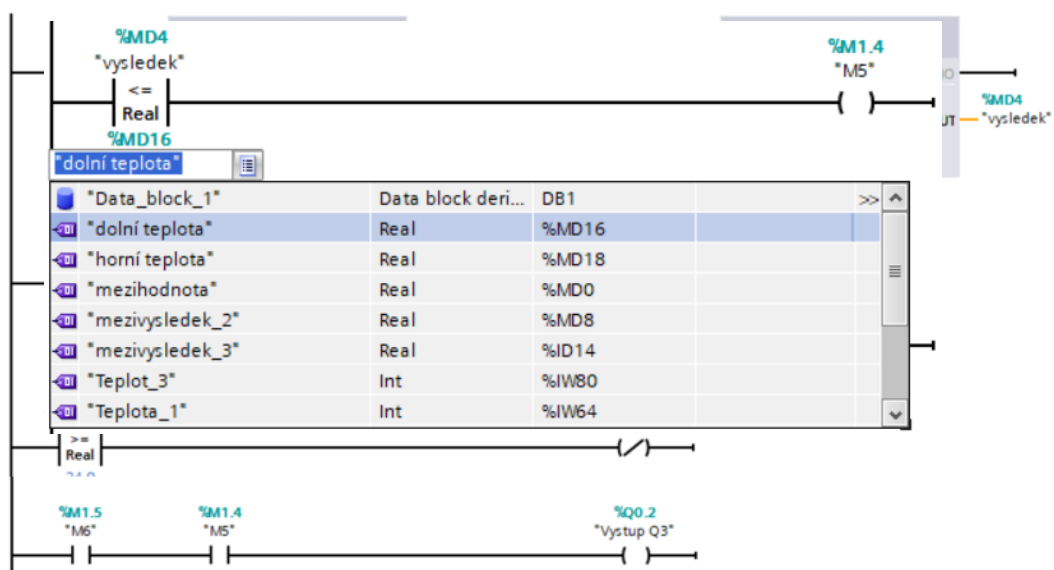 %MD4
"vysledek"
<=
Real
%MD16
%M1.4
"M5"
%MD4
UT "vysledek"
"dolní teplota"
"Data_block_1" Data block deri... DB1 >>
"dolní teplota" Real %MD16
"horní teplota" Real %MD18
"mezihodnota" Real %MD0
"mezivysledek_2" Real %MD8
"mezivysledek_3" Real %ID14
"Teplot_3" Int %IW80
"Teplota_1" Int %IW64
>=
Real
%M1.5
"M6"
%M1.4
"M5"
%Q0.2
"Vystup Q3"